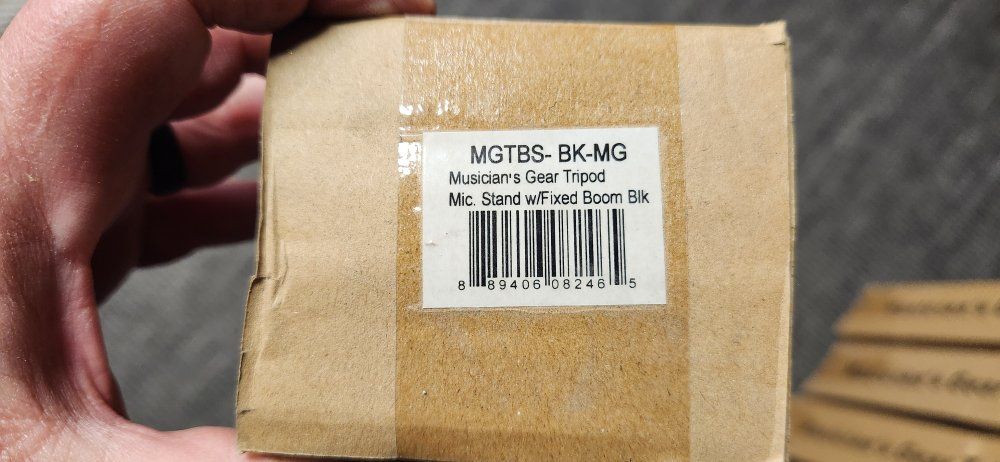 MGTBS- BK-MG
Musician's Gear Tripod
Mic. Stand w/Fixed Boom Blk
8 89406 08246 5